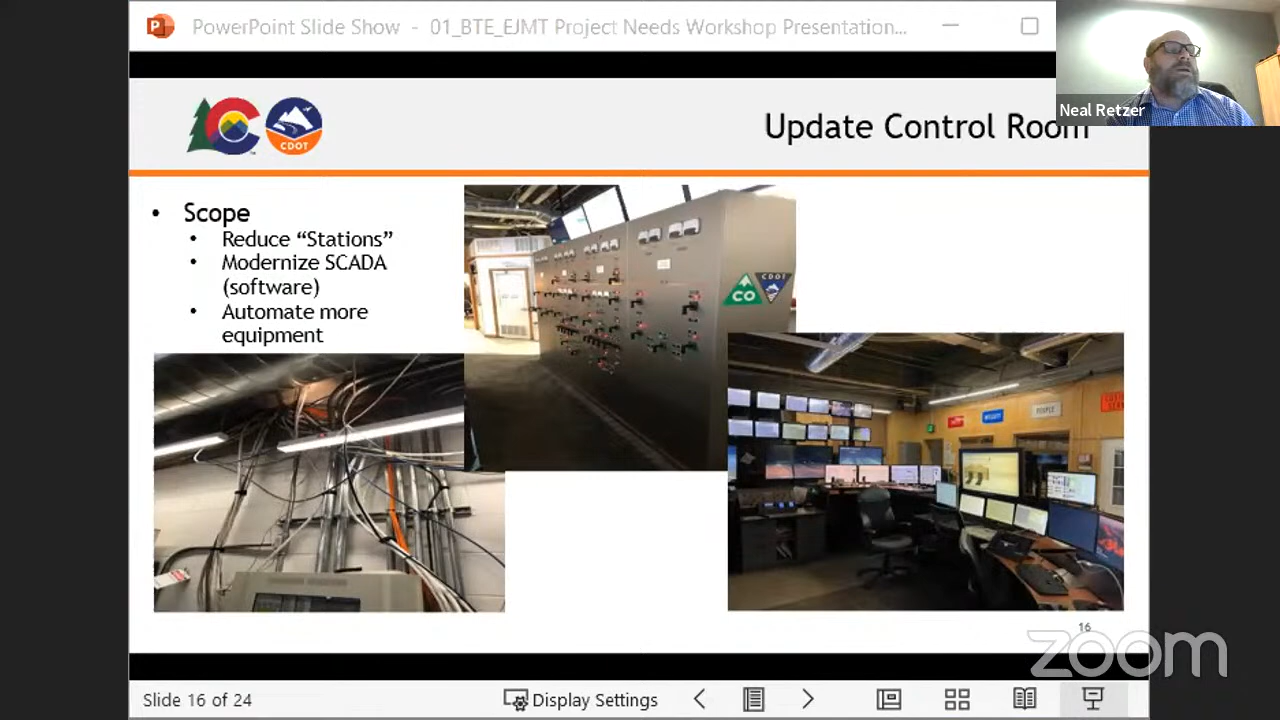 PowerPoint Slide Show - 01_BTE_EJMT Project Needs Workshop Presentation...
Neal Retzer
CDOT
Update Control Room
• Scope
• Reduce “Stations”
• Modernize SCADA
(software)
• Automate more
equipment
CO
CDOT
PEOPLE
16
zoom
Slide 16 of 24
Display Settings